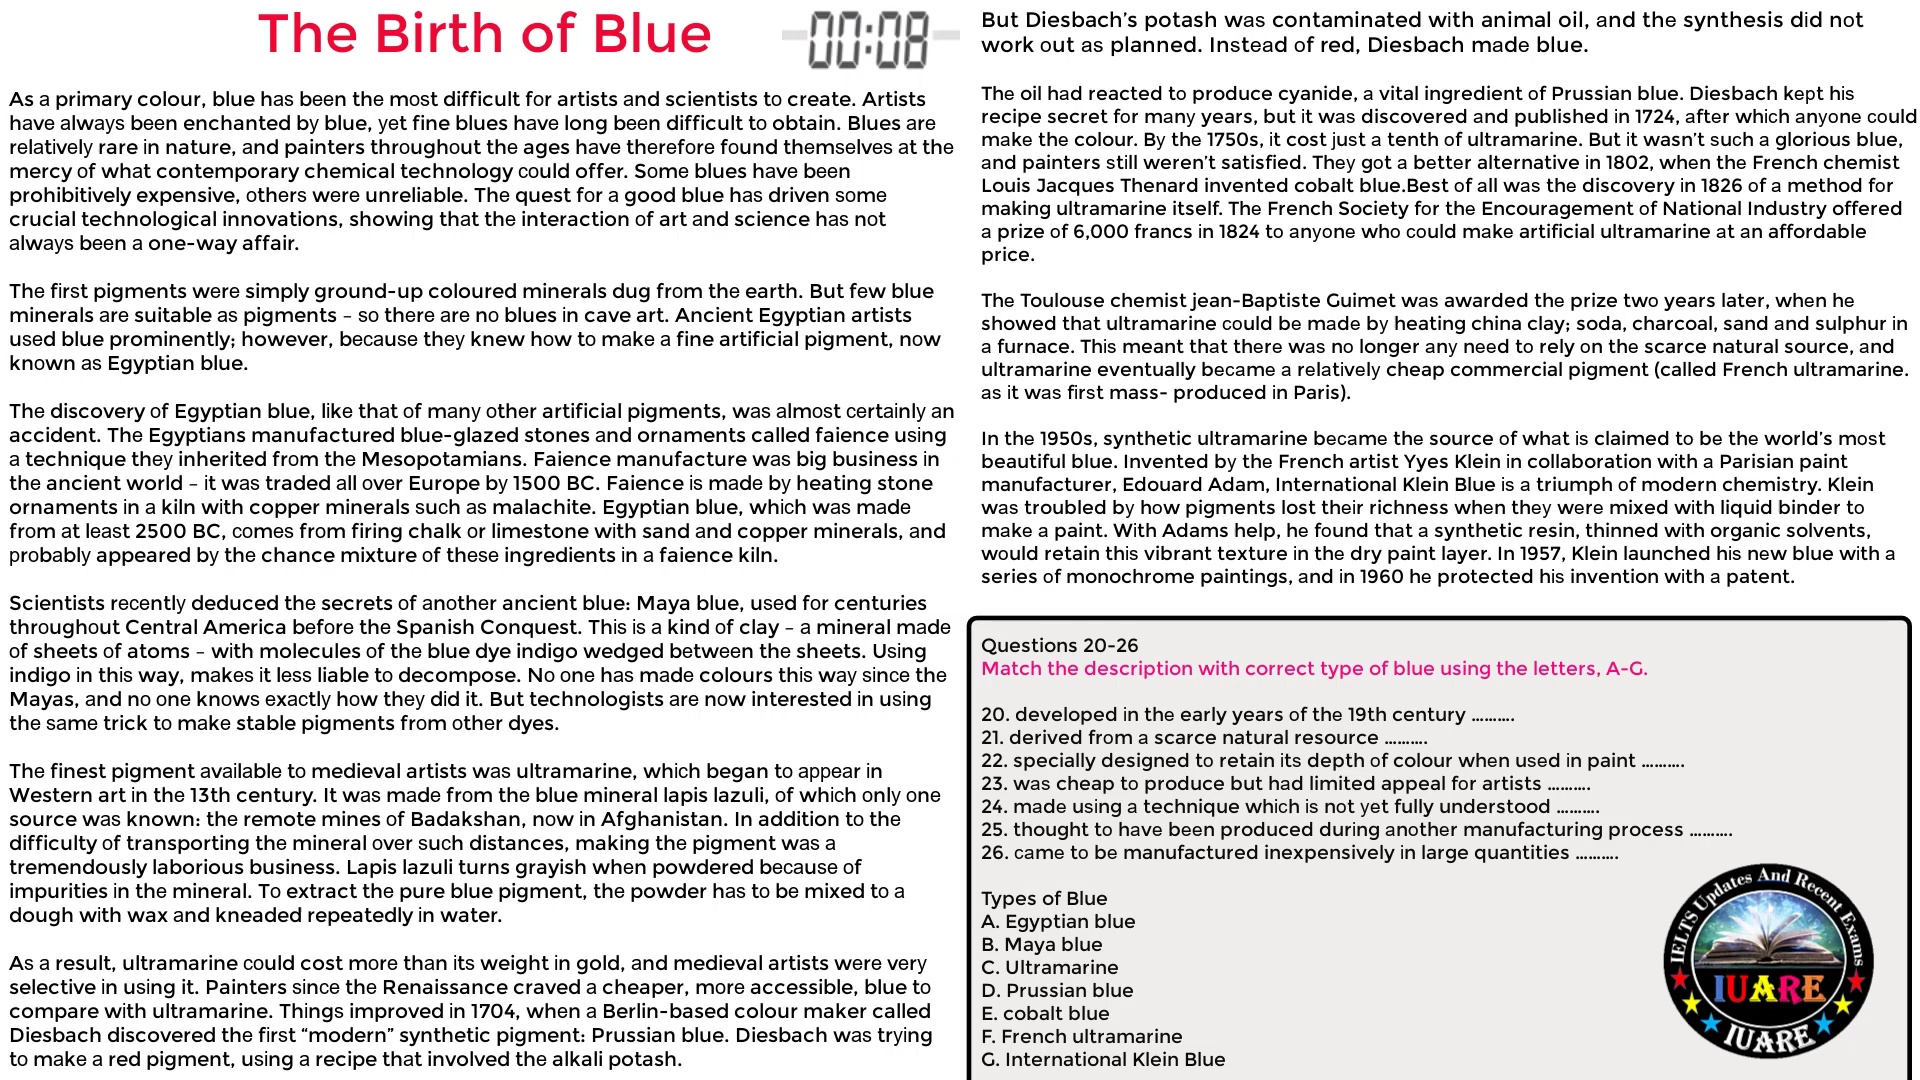 The Birth of Blue
00:08
As a primary colour, blue has been the most difficult for artists and scientists to create. Artists
have always been enchanted by blue, yet fine blues have long been difficult to obtain. Blues are
relatively rare in nature, and painters throughout the ages have therefore found themselves at the
mercy of what contemporary chemical technology could offer. Some blues have been
prohibitively expensive, others were unreliable. The quest for a good blue has driven some
crucial technological innovations, showing that the interaction of art and science has not
always been a one-way affair.
The first pigments were simply ground-up coloured minerals dug from the earth. But few blue
minerals are suitable as pigments – so there are no blues in cave art. Ancient Egyptian artists
used blue prominently; however, because they knew how to make a fine artificial pigment, now
known as Egyptian blue.
The discovery of Egyptian blue, like that of many other artificial pigments, was almost certainly an
accident. The Egyptians manufactured blue-glazed stones and ornaments called faience using
a technique they inherited from the Mesopotamians. Faience manufacture was big business in
the ancient world – it was traded all over Europe by 1500 BC. Faience is made by heating stone
ornaments in a kiln with copper minerals such as malachite. Egyptian blue, which was made
from at least 2500 BC, comes from firing chalk or limestone with sand and copper minerals, and
probably appeared by the chance mixture of these ingredients in a faience kiln.
Scientists recently deduced the secrets of another ancient blue: Maya blue, used for centuries
throughout Central America before the Spanish Conquest. This is a kind of clay – a mineral made
of sheets of atoms – with molecules of the blue dye indigo wedged between the sheets. Using
indigo in this way, makes it less liable to decompose. No one has made colours this way since the
Mayas, and no one knows exactly how they did it. But technologists are now interested in using
the same trick to make stable pigments from other dyes.
The finest pigment available to medieval artists was ultramarine, which began to appear in
Western art in the 13th century. It was made from the blue mineral lapis lazuli, of which only one
source was known: the remote mines of Badakshan, now in Afghanistan. In addition to the
difficulty of transporting the mineral over such distances, making the pigment was a
tremendously laborious business. Lapis lazuli turns grayish when powdered because of
impurities in the mineral. To extract the pure blue pigment, the powder has to be mixed to a
dough with wax and kneaded repeatedly in water.
As a result, ultramarine could cost more than its weight in gold, and medieval artists were very
selective in using it. Painters since the Renaissance craved a cheaper, more accessible, blue to
compare with ultramarine. Things improved in 1704, when a Berlin-based colour maker called
Diesbach discovered the first “modern” synthetic pigment: Prussian blue. Diesbach was trying
to make a red pigment, using a recipe that involved the alkali potash.
But Diesbach’s potash was contaminated with animal oil, and the synthesis did not
work out as planned. Instead of red, Diesbach made blue.
The oil had reacted to produce cyanide, a vital ingredient of Prussian blue. Diesbach kept his
recipe secret for many years, but it was discovered and published in 1724, after which anyone could
make the colour. By the 1750s, it cost just a tenth of ultramarine. But it wasn’t such a glorious blue,
and painters still weren’t satisfied. They got a better alternative in 1802, when the French chemist
Louis Jacques Thenard invented cobalt blue.Best of all was the discovery in 1826 of a method for
making ultramarine itself. The French Society for the Encouragement of National Industry offered
a prize of 6,000 francs in 1824 to anyone who could make artificial ultramarine at an affordable
price.
The Toulouse chemist jean-Baptiste Guimet was awarded the prize two years later, when he
showed that ultramarine could be made by heating china clay; soda, charcoal, sand and sulphur in
a furnace. This meant that there was no longer any need to rely on the scarce natural source, and
ultramarine eventually became a relatively cheap commercial pigment (called French ultramarine.
as it was first mass- produced in Paris).
In the 1950s, synthetic ultramarine became the source of what is claimed to be the world’s most
beautiful blue. Invented by the French artist Yyes Klein in collaboration with a Parisian paint
manufacturer, Edouard Adam, International Klein Blue is a triumph of modern chemistry. Klein
was troubled by how pigments lost their richness when they were mixed with liquid binder to
make a paint. With Adams help, he found that a synthetic resin, thinned with organic solvents,
would retain this vibrant texture in the dry paint layer. In 1957, Klein launched his new blue with a
series of monochrome paintings, and in 1960 he protected his invention with a patent.
Questions 20-26
Match the description with correct type of blue using the letters, A-G.
20. developed in the early years of the 19th century ……….
21. derived from a scarce natural resource ……….
22. specially designed to retain its depth of colour when used in paint ……….
23. was cheap to produce but had limited appeal for artists ……….
24. made using a technique which is not yet fully understood ……….
25. thought to have been produced during another manufacturing process ……….
26. came to be manufactured inexpensively in large quantities ……….
Types of Blue
A. Egyptian blue
B. Maya blue
C. Ultramarine
D. Prussian blue
E. cobalt blue
F. French ultramarine
G. International Klein Blue
IELTS Updates And Recent Exams
IUARE
IUARE